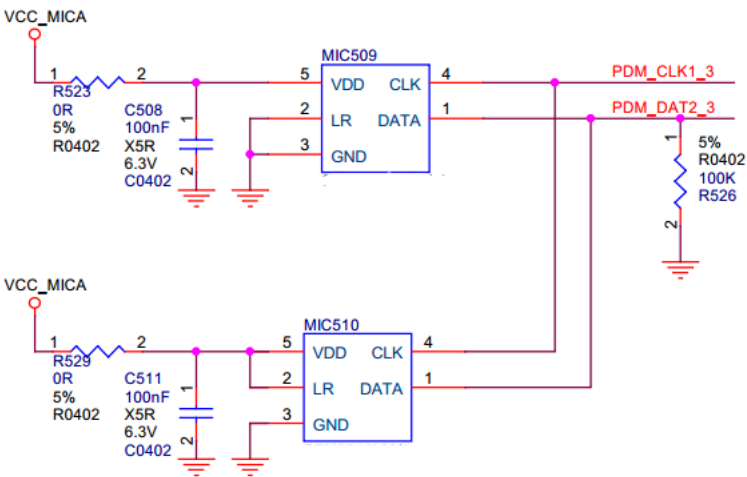 VCC_MICA
MIC509
1
2
R523
0R
5%
R0402
C508
100nF
X5R
6.3V
C0402
1
2
5
VDD
CLK
4
2
LR
DATA
1
3
GND
PDM_CLK1_3
PDM_DAT2_3
1
2
5%
R0402
100K
R526
VCC_MICA
MIC510
1
2
R529
0R
5%
R0402
C511
100nF
X5R
6.3V
C0402
1
2
5
VDD
CLK
4
2
LR
DATA
1
3
GND